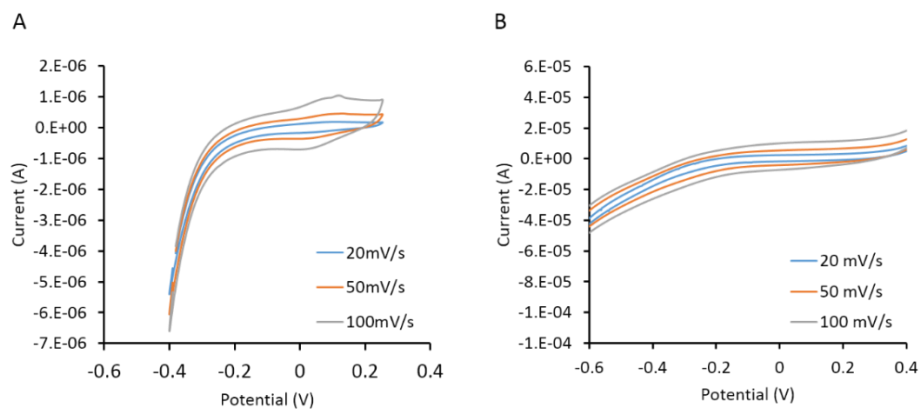 A
2.E-06
1.E-06
0.E+00
-1.E-06
-2.E-06
-3.E-06
-4.E-06
-5.E-06
-6.E-06
-7.E-06
Current (A)
-0.6
-0.4
-0.2
0
0.2
0.4
Potential (V)
20mV/s
50mV/s
100mV/s
B
6.E-05
4.E-05
2.E-05
0.E+00
-2.E-05
-4.E-05
-6.E-05
-8.E-05
-1.E-04
-1.E-04
Current (A)
-0.6
-0.4
-0.2
0
0.2
0.4
Potential (V)
20 mV/s
50 mV/s
100 mV/s